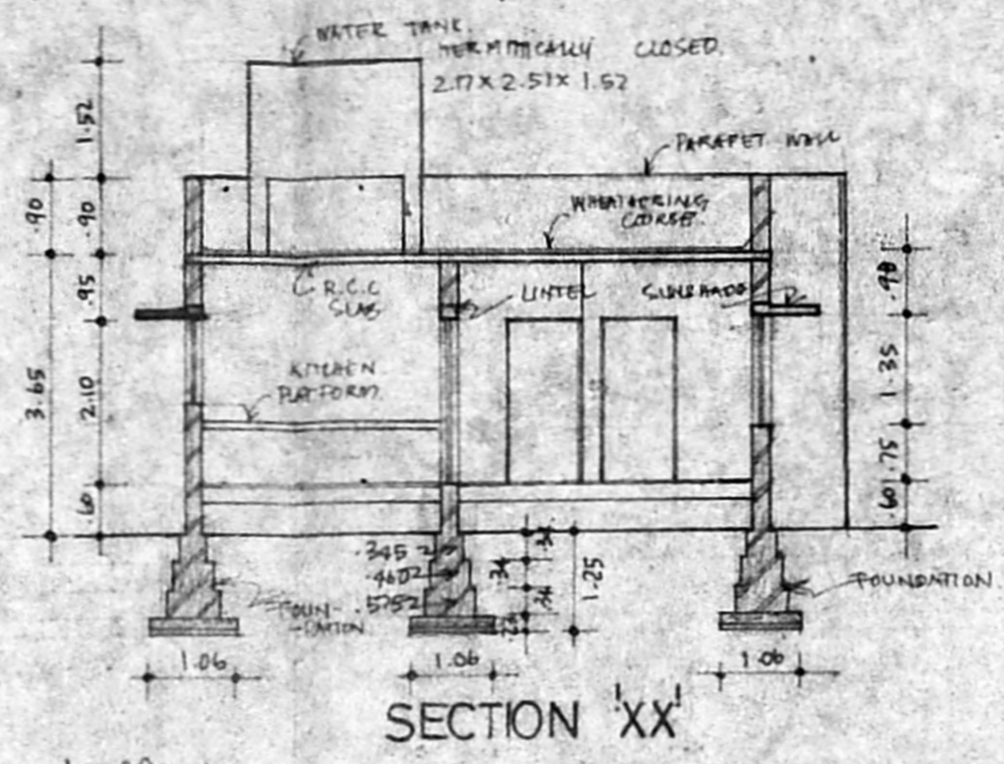 WATER TANK.
HERMITICALLY CLOSED.
2.17 X 2.51 X 1.52
1.52
PARAPET WALL
.90
.90
WHEATHERING
COURSE.
R.C.C
SLAB
LINTEL
SUNSHADE
.95
.90
KITCHEN
PLATFORM.
3.65
2.10
1.35
.75
.60
.60
.345
.4602
.5752
.34
1.25
FOUN-
-DATION
FOUNDATION
1.06
1.06
1.06
SECTION 'XX'